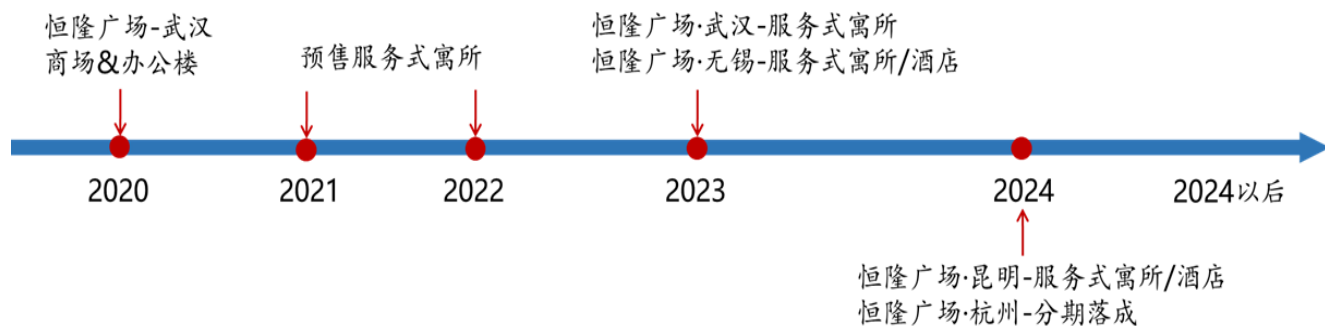 恒隆广场-武汉
商场&办公楼
预售服务式寓所
恒隆广场·武汉-服务式寓所
恒隆广场·无锡-服务式寓所/酒店
2020
2021
2022
2023
2024
2024以后
恒隆广场·昆明-服务式寓所/酒店
恒隆广场·杭州-分期落成